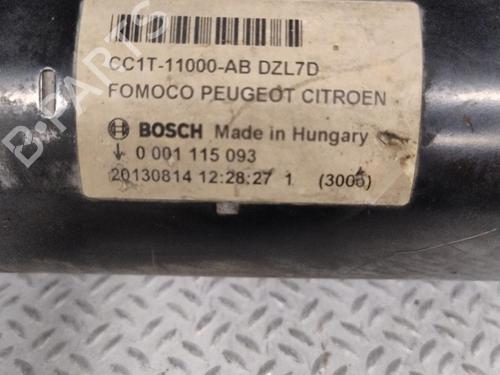 CC1T-11000-AB DZL7D
FOMOCO PEUGEOT CITROEN
BOSCH Made in Hungary
0 001 115 093
20130814 12:28:27 1 (3006)
B-PARTS